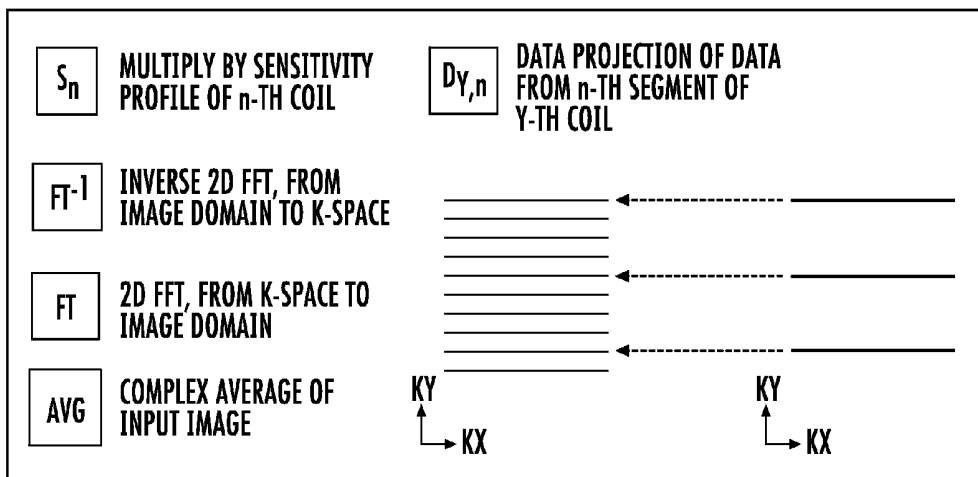 Sn
MULTIPLY BY SENSITIVITY
PROFILE OF n-TH COIL
DY,n
DATA PROJECTION OF DATA
FROM n-TH SEGMENT OF
Y-TH COIL
FT-1
INVERSE 2D FFT, FROM
IMAGE DOMAIN TO K-SPACE
FT
2D FFT, FROM K-SPACE TO
IMAGE DOMAIN
AVG
COMPLEX AVERAGE OF
INPUT IMAGE
KY
KX
KY
KX